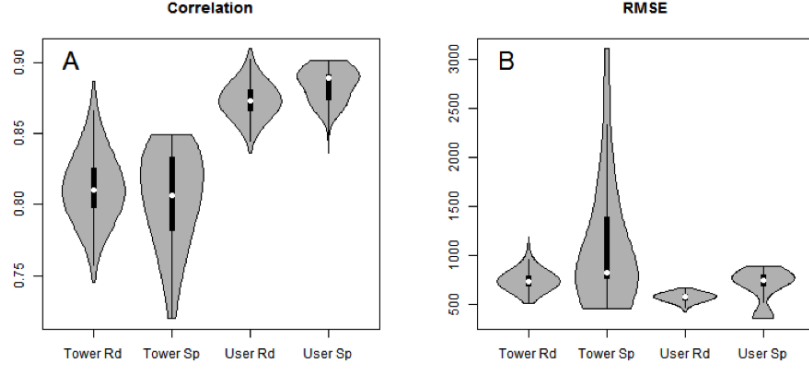 Correlation
A
0.90
0.85
0.80
0.75
Tower Rd Tower Sp User Rd User Sp
RMSE
B
3000
2500
2000
1500
1000
500
Tower Rd Tower Sp User Rd User Sp